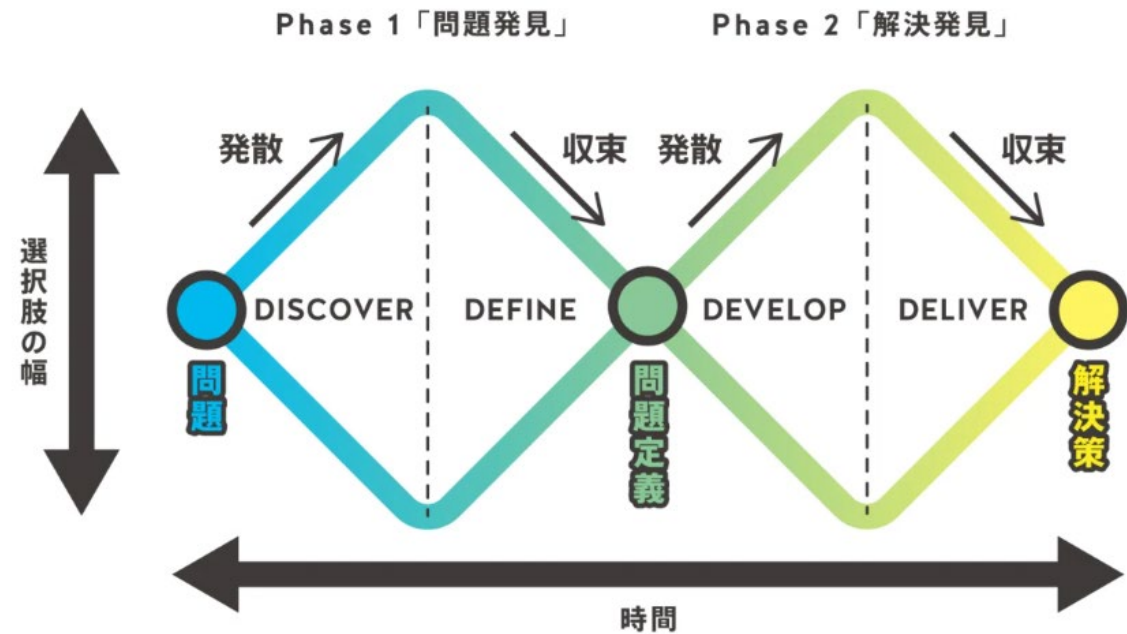 Phase 1「問題発見」
Phase 2「解決発見」
発散
収束
発散
収束
選択肢の幅
DISCOVER
DEFINE
DEVELOP
DELIVER
問題
問題定義
解決策
時間